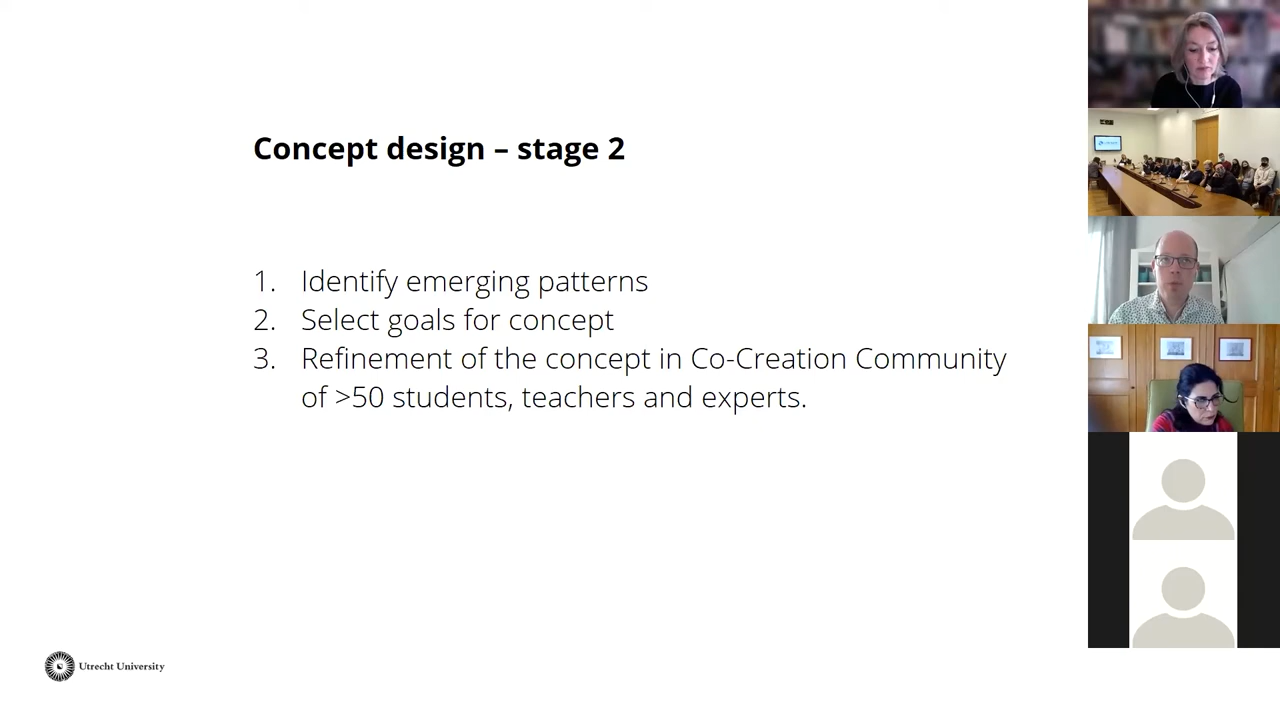 Concept design – stage 2
1. Identify emerging patterns
2. Select goals for concept
3. Refinement of the concept in Co-Creation Community
of >50 students, teachers and experts.
Utrecht University